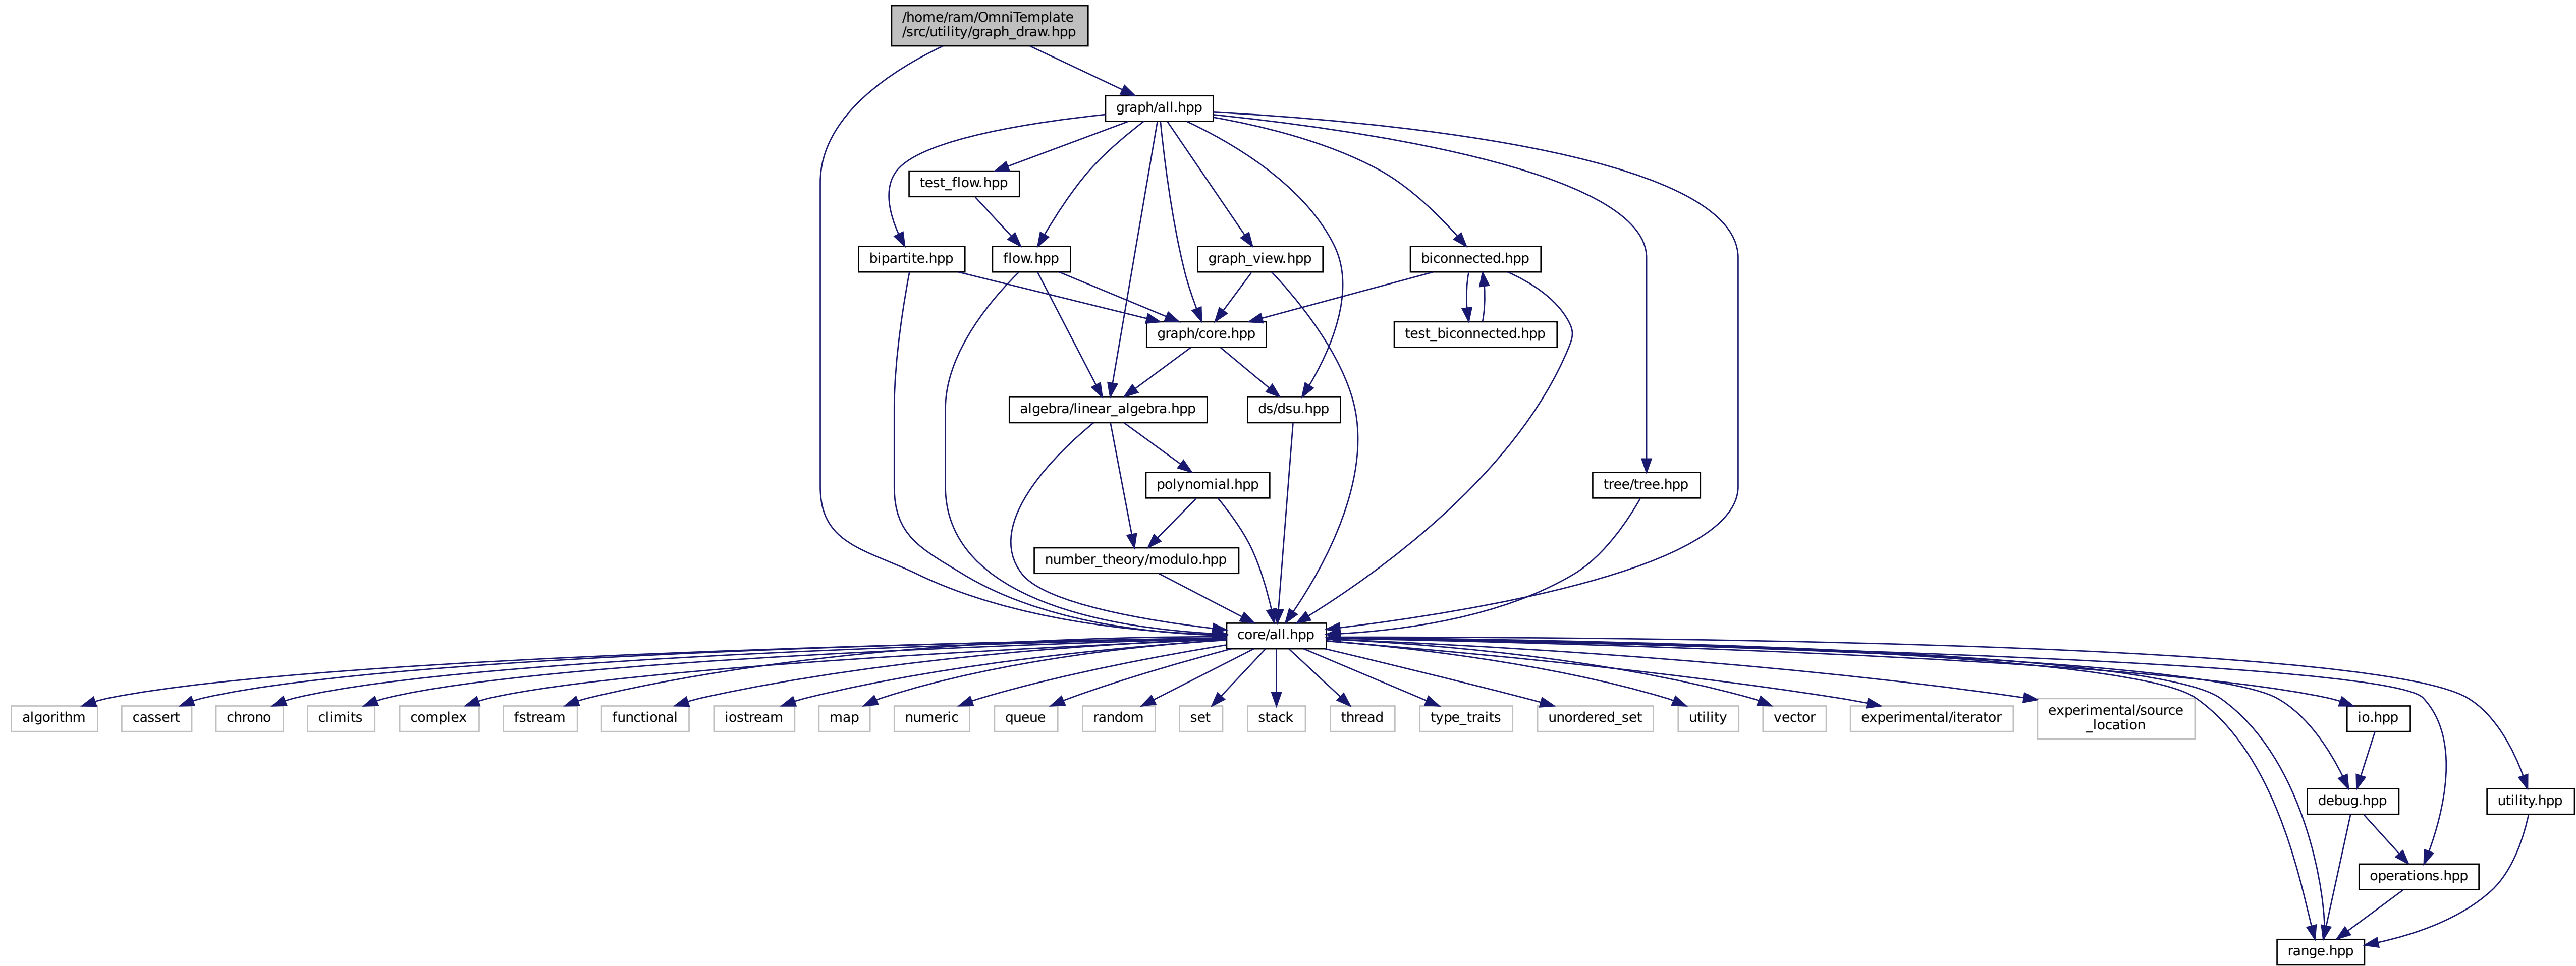 /home/ram/OmniTemplate
/src/utility/graph_draw.hpp
graph/all.hpp
test_flow.hpp
bipartite.hpp
flow.hpp
graph_view.hpp
biconnected.hpp
graph/core.hpp
test_biconnected.hpp
algebra/linear_algebra.hpp
ds/dsu.hpp
polynomial.hpp
tree/tree.hpp
number_theory/modulo.hpp
core/all.hpp
algorithm
cassert
chrono
climits
complex
fstream
functional
iostream
map
numeric
queue
random
set
stack
thread
type_traits
unordered_set
utility
vector
experimental/iterator
experimental/source
_location
io.hpp
debug.hpp
utility.hpp
operations.hpp
range.hpp